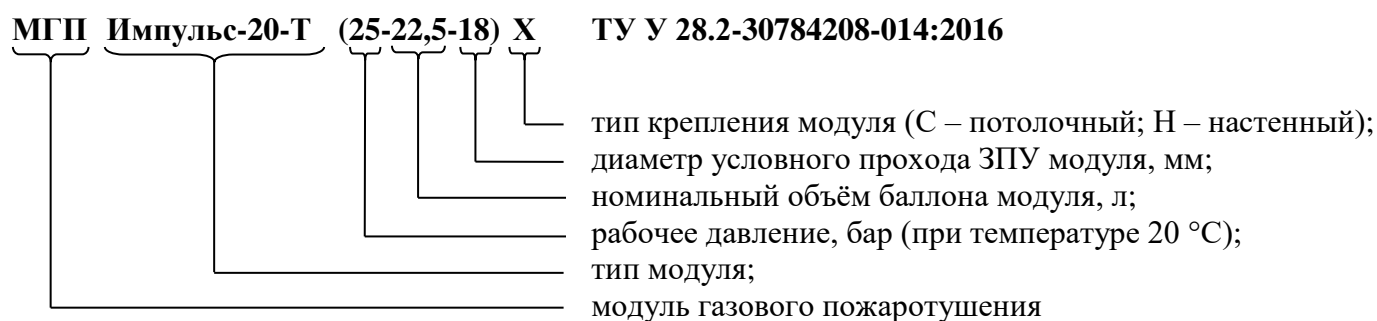 МГП Импульс-20-Т (25-22,5-18) Х ТУ У 28.2-30784208-014:2016
тип крепления модуля (С – потолочный; Н – настенный);
диаметр условного прохода ЗПУ модуля, мм;
номинальный объём баллона модуля, л;
рабочее давление, бар (при температуре 20 °С);
тип модуля;
модуль газового пожаротушения